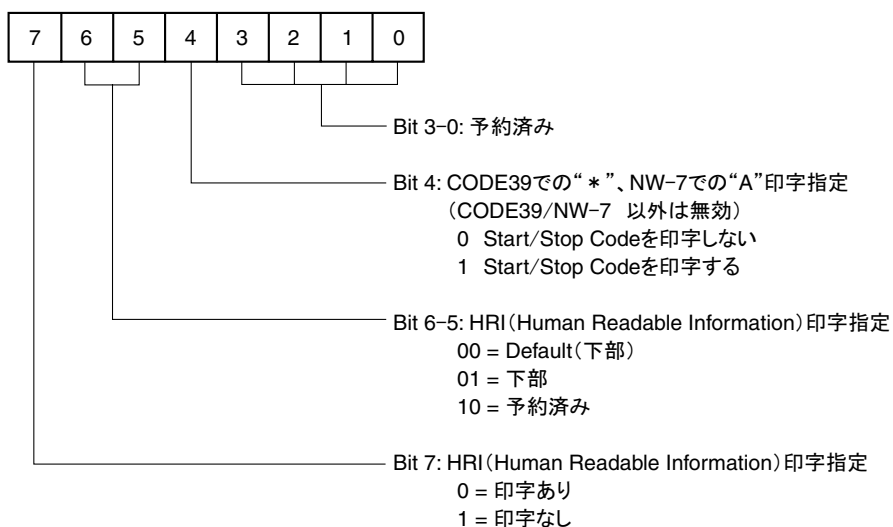 7 6 5 4 3 2 1 0
Bit 3-0: 予約済み
Bit 4: CODE39での“*”、NW-7での“A”印字指定
(CODE39/NW-7 以外は無効)
0 Start/Stop Codeを印字しない
1 Start/Stop Codeを印字する
Bit 6-5: HRI(Human Readable Information)印字指定
00 = Default(下部)
01 = 下部
10 = 予約済み
Bit 7: HRI(Human Readable Information)印字指定
0 = 印字あり
1 = 印字なし